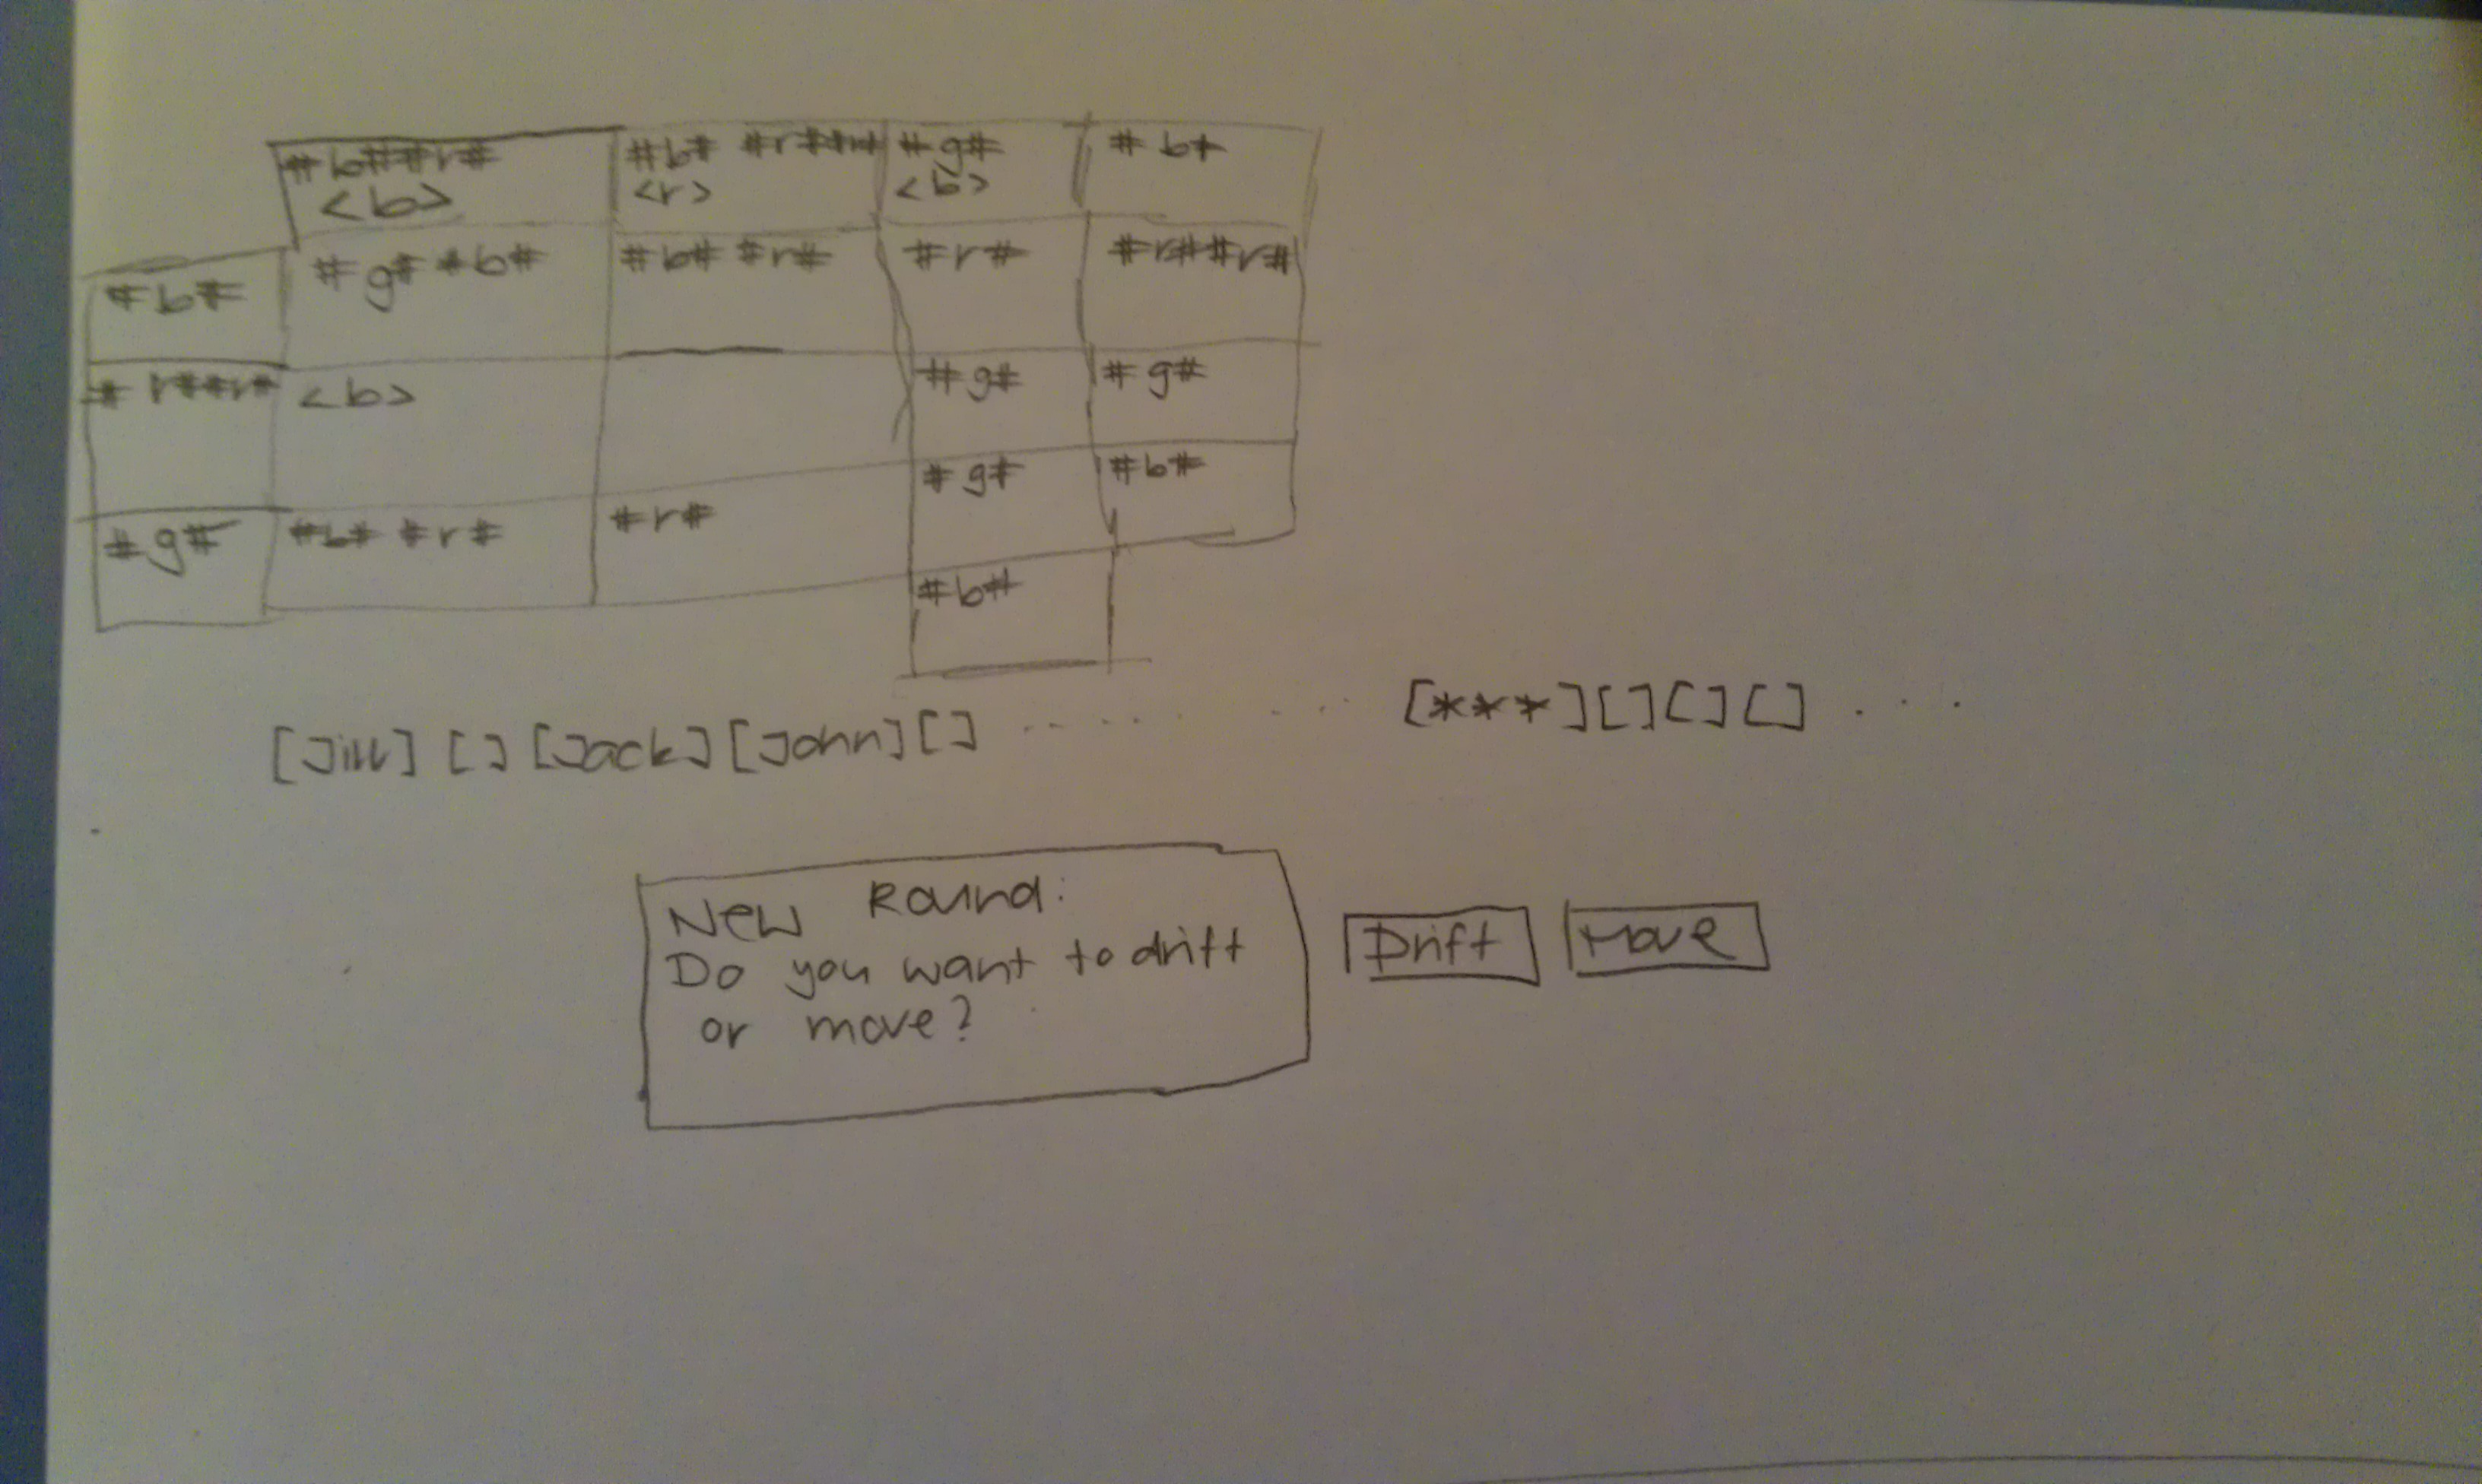 #b##r# #b# #r##r# #g# #b#
<b> <r> <b>
#b# #g# #b# #b# #r# #r# #r##r#
#r##r# <b> #g# #g#
#g# #b#
#g# #b# #r# #r#
#b#
[Jill] [] [Jack] [John] [] ........ [***] [] [] [] ...
New Round:
Do you want to drift
or move?
Drift Move